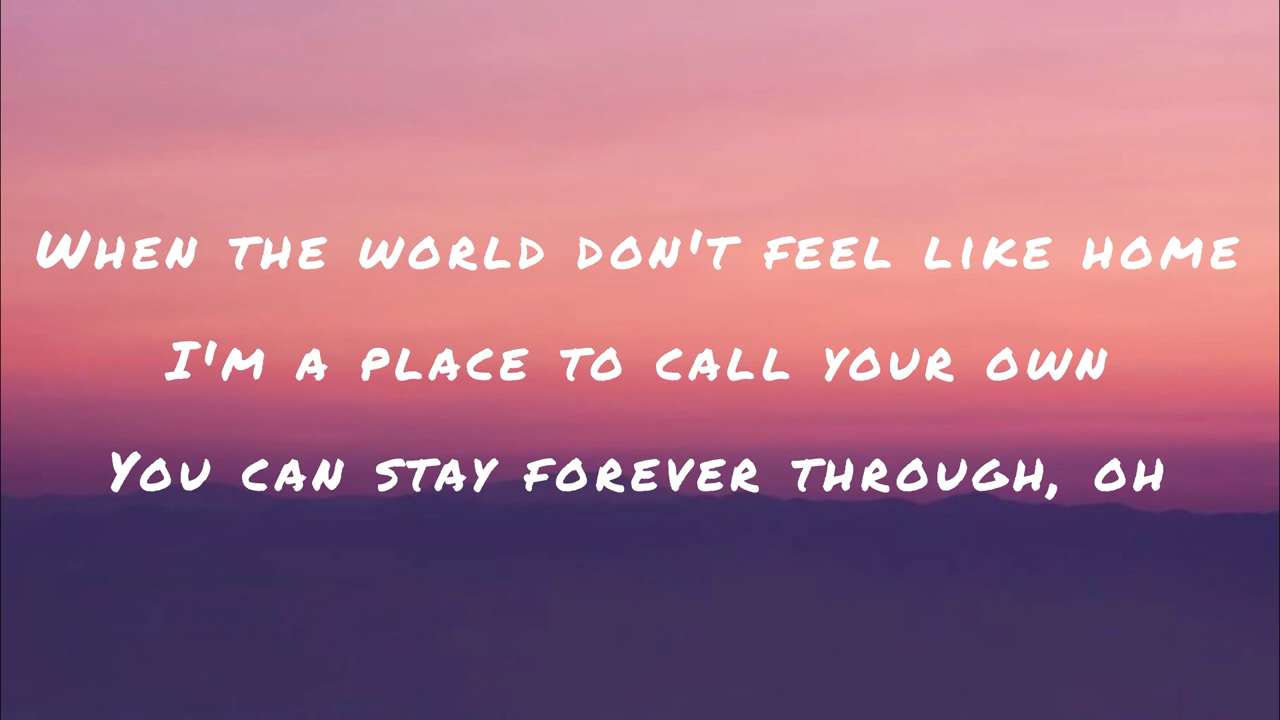 When the world don't feel like home
I'm a place to call your own
You can stay forever through, oh